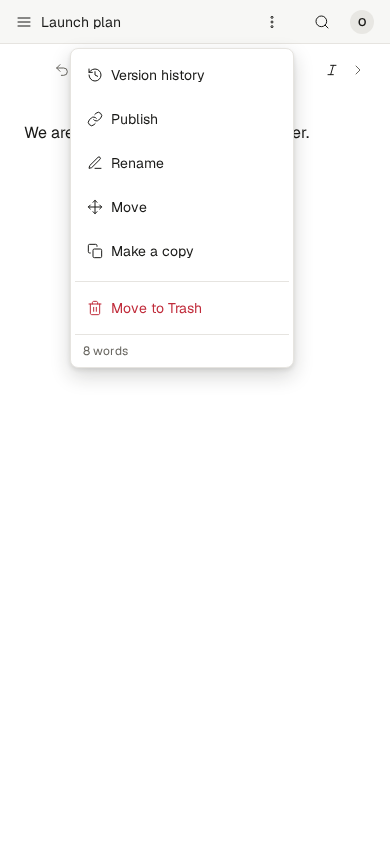 Launch plan
O
Version history
We are
er.
Publish
Rename
Move
Make a copy
Move to Trash
8 words